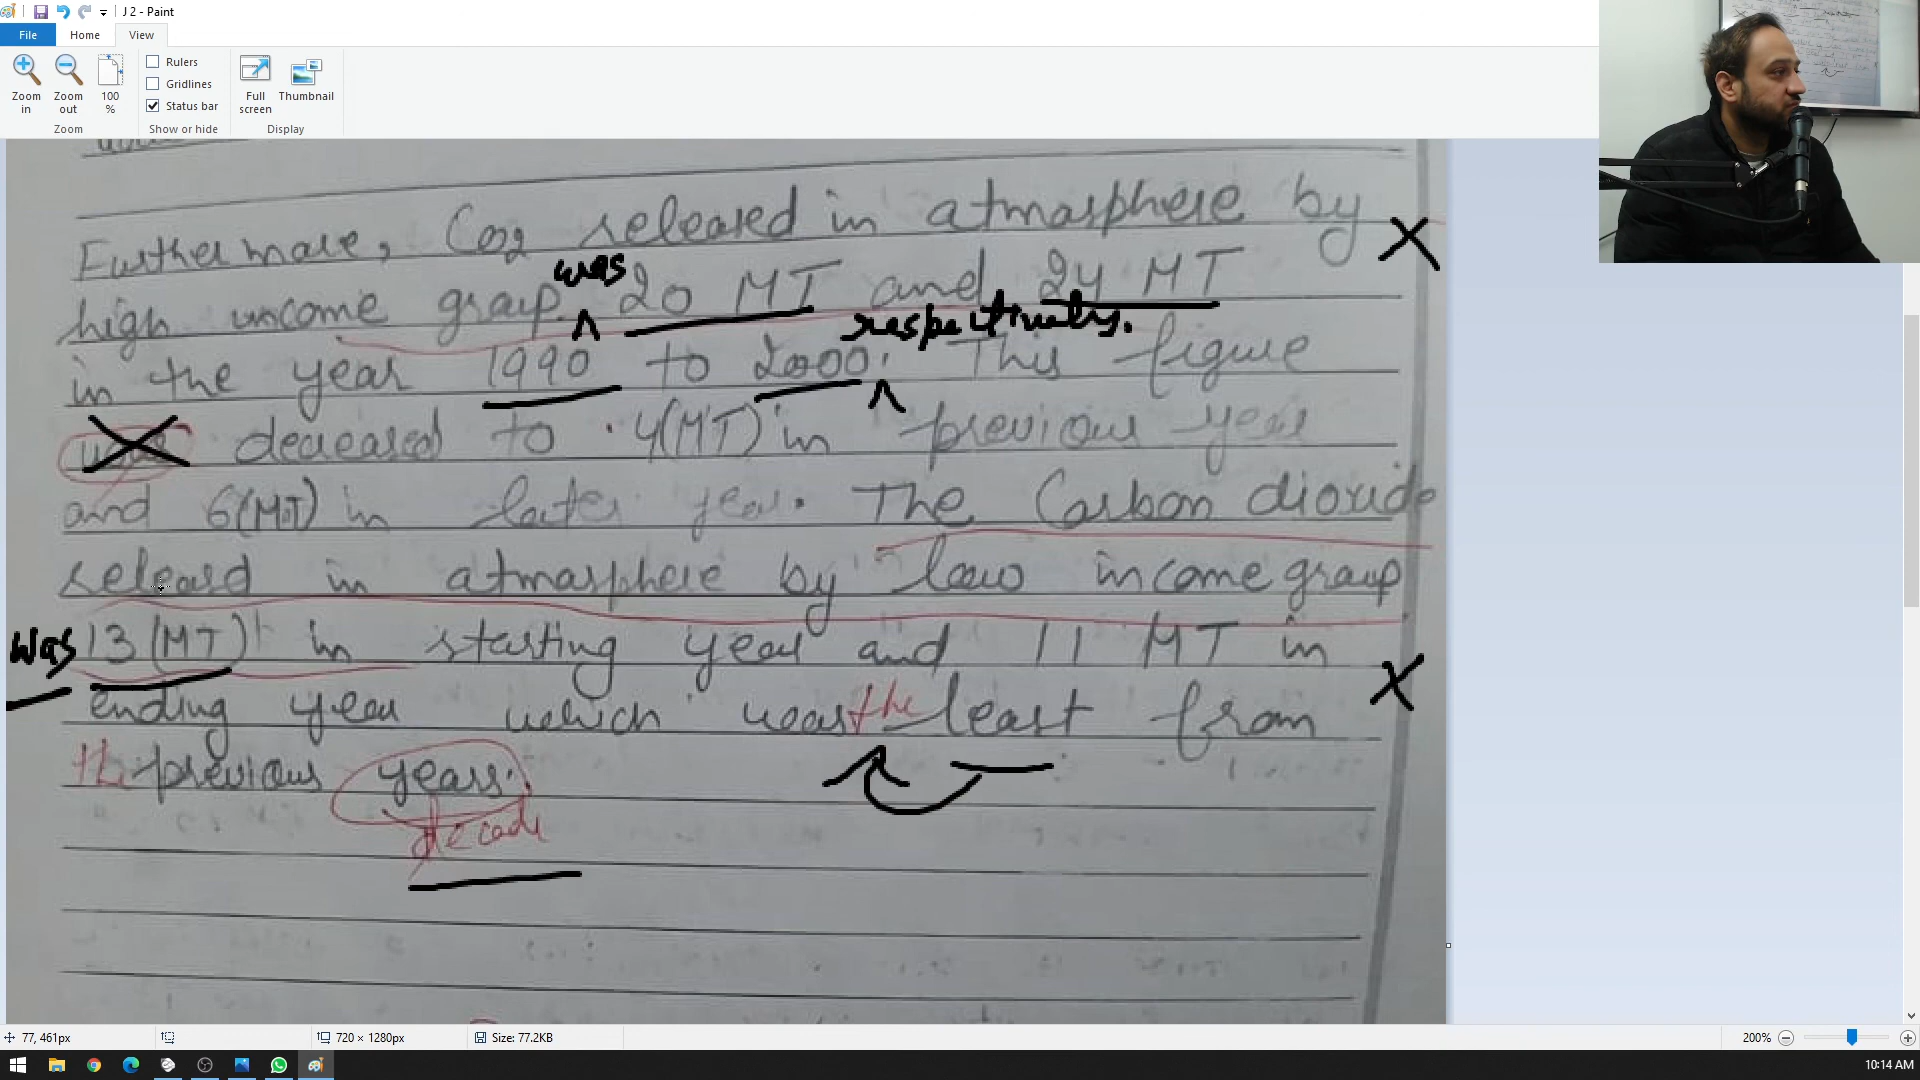 J 2 - Paint
File Home View
Zoom in
Zoom out
100 %
Rulers
Gridlines
Status bar
Full screen
Thumbnail
Zoom
Show or hide
Display
Furthermore, Co2 released in atmosphere by
was
high income group 20 MT and 24 MT
respectively.
in the year 1990 to 2000. This figure
decreased to 4(MT) in previous year
and 6(MT) in later year. The Carbon dioxide
released in atmosphere by low income group
was 13 (MT) in starting year and 11 MT in
ending year which was the least from
the previous years.
decade
77, 461px
720 × 1280px
Size: 77.2KB
200%
10:14 AM